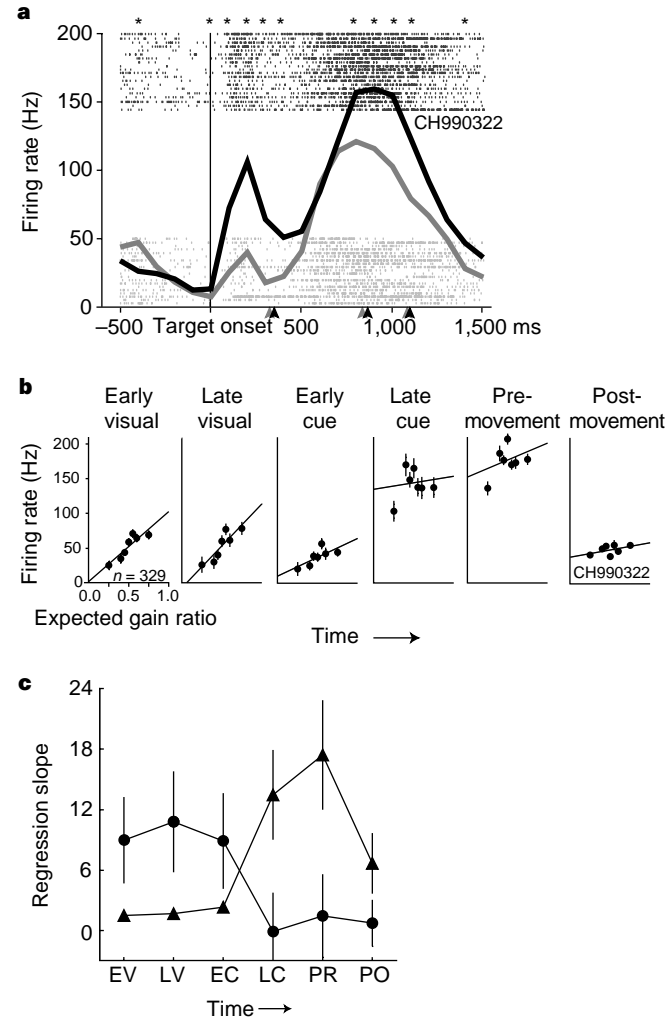 a
* * * * * * * * * * *
200
150
100
50
0
Firing rate (Hz)
CH990322
–500 Target onset 500 1,000 1,500 ms
b
Early visual
Late visual
Early cue
Late cue
Pre-movement
Post-movement
200
150
100
50
0
Firing rate (Hz)
n = 329
CH990322
0.0 0.5 1.0
Expected gain ratio
Time
c
24
18
12
6
0
Regression slope
EV LV EC LC PR PO
Time